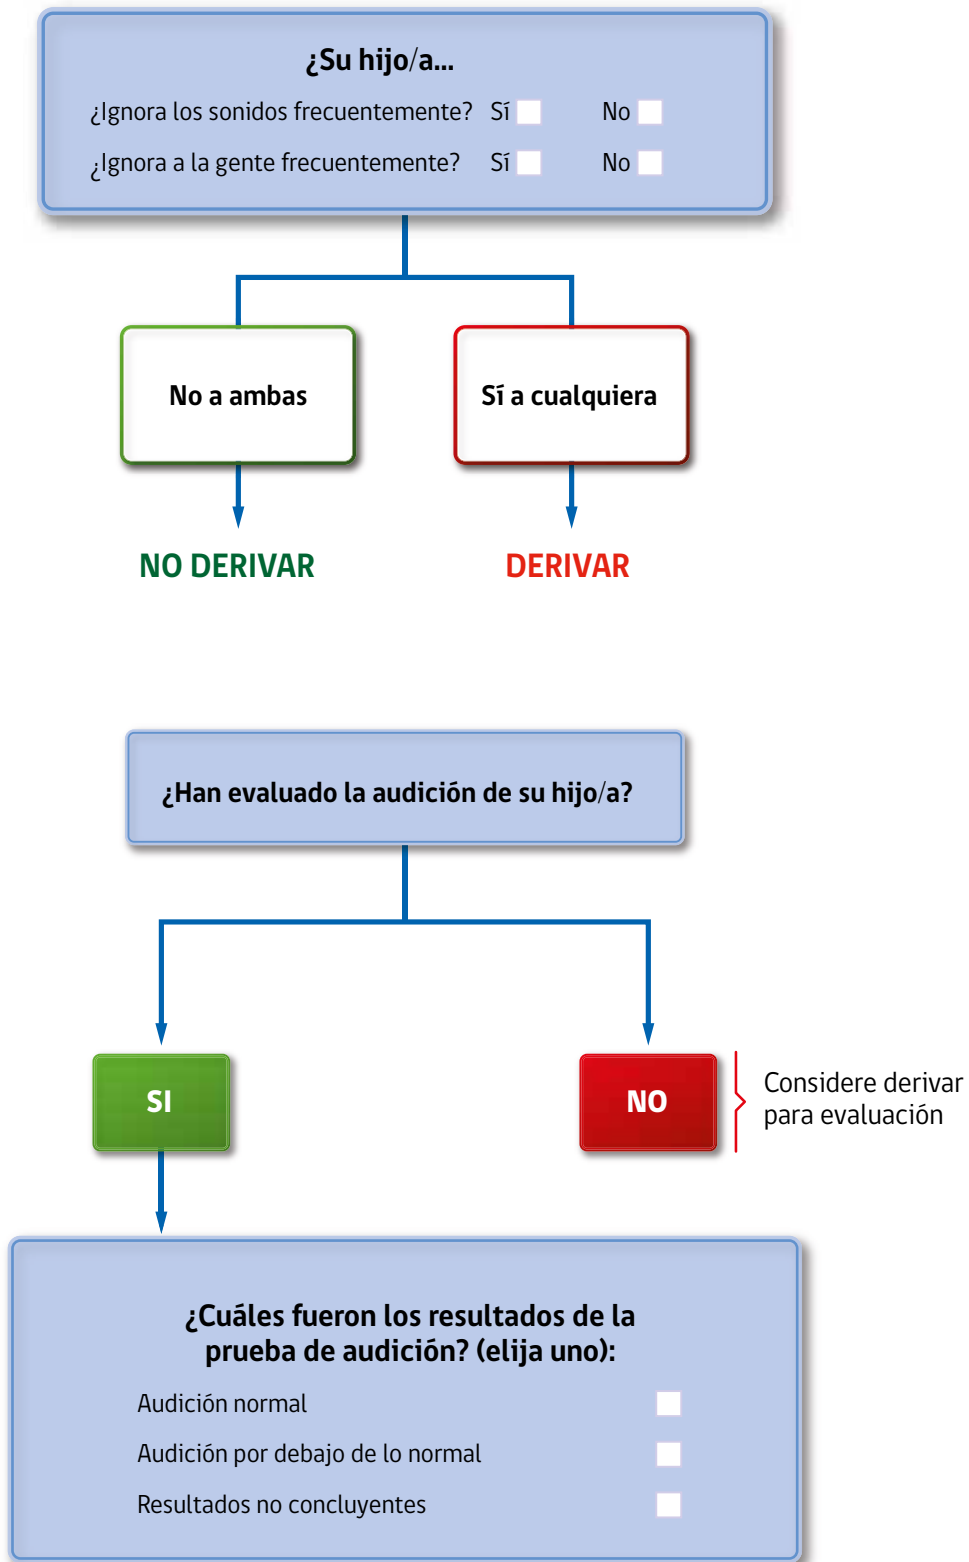 ¿Su hijo/a...
¿Ignora los sonidos frecuentemente? Sí No
¿Ignora a la gente frecuentemente? Sí No
No a ambas
Sí a cualquiera
NO DERIVAR
DERIVAR
¿Han evaluado la audición de su hijo/a?
SI
NO
Considere derivar
para evaluación
¿Cuáles fueron los resultados de la
prueba de audición? (elija uno):
Audición normal
Audición por debajo de lo normal
Resultados no concluyentes